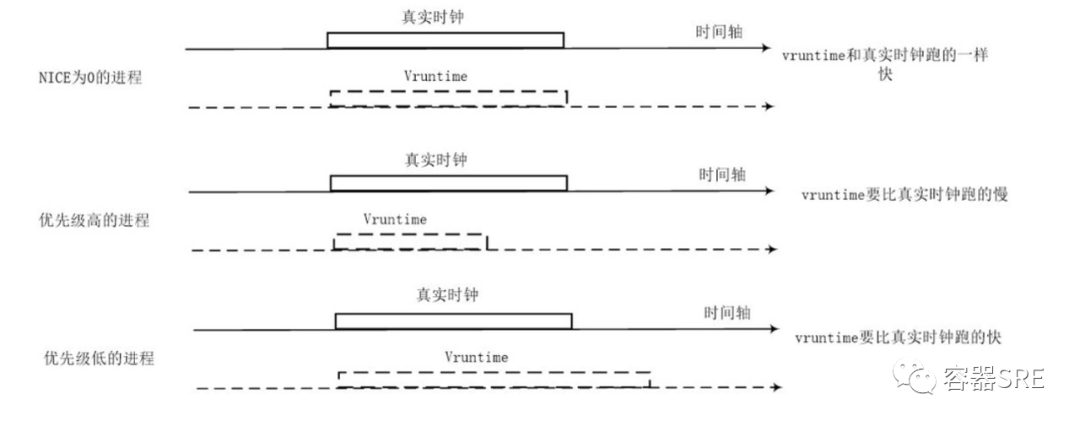 真实时钟
时间轴
NICE为0的进程
vruntime和真实时钟跑的一样
快
Vruntime
真实时钟
时间轴
优先级高的进程
vruntime要比真实时钟跑的慢
Vruntime
真实时钟
时间轴
优先级低的进程
vruntime要比真实时钟跑的快
Vruntime
容器SRE